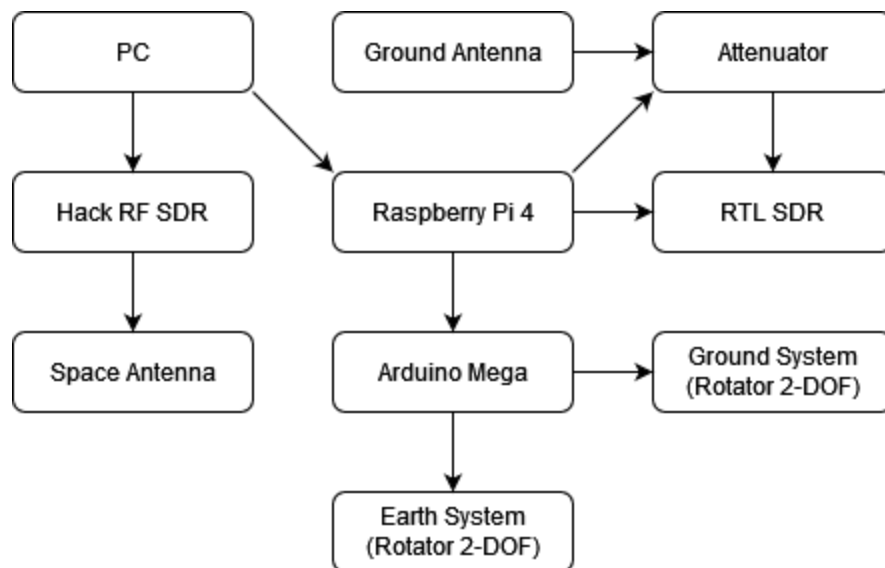 PC
Ground Antenna
Attenuator
Hack RF SDR
Raspberry Pi 4
RTL SDR
Space Antenna
Arduino Mega
Ground System
(Rotator 2-DOF)
Earth System
(Rotator 2-DOF)